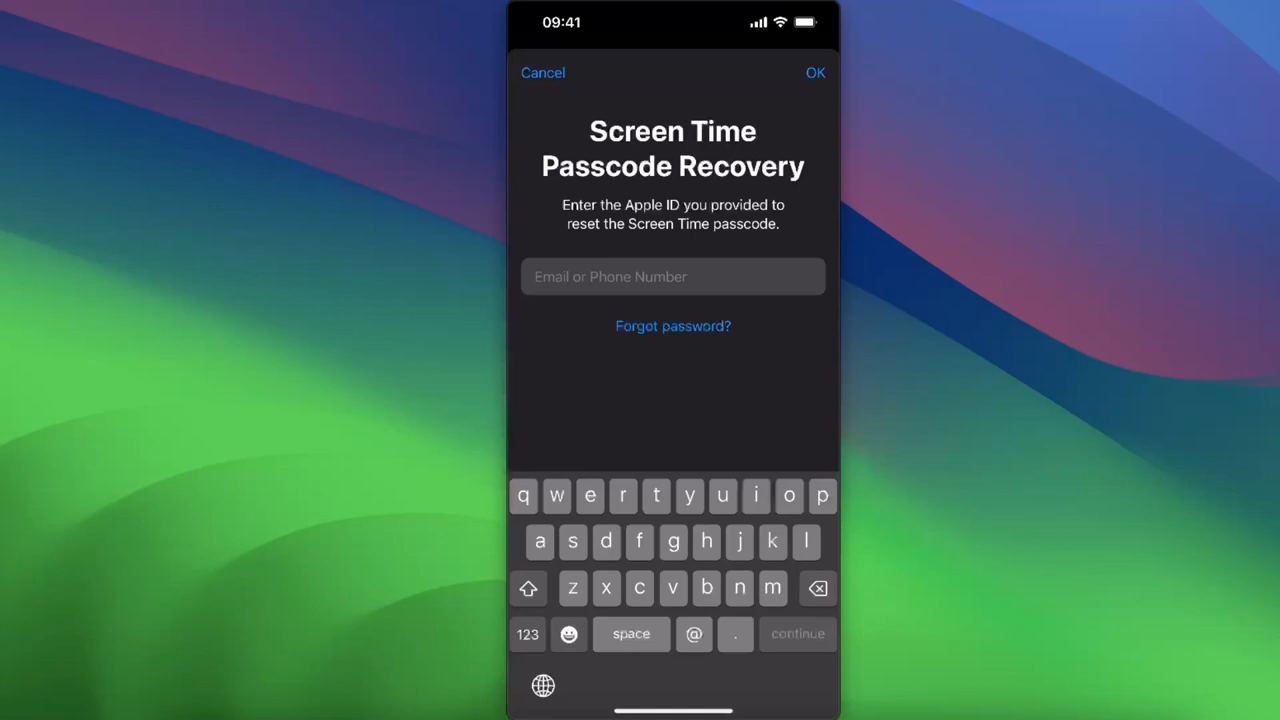 09:41
Cancel OK
Screen Time
Passcode Recovery
Enter the Apple ID you provided to
reset the Screen Time passcode.
Email or Phone Number
Forgot password?
q w e r t y u i o p
a s d f g h j k l
z x c v b n m
123 space @ . continue